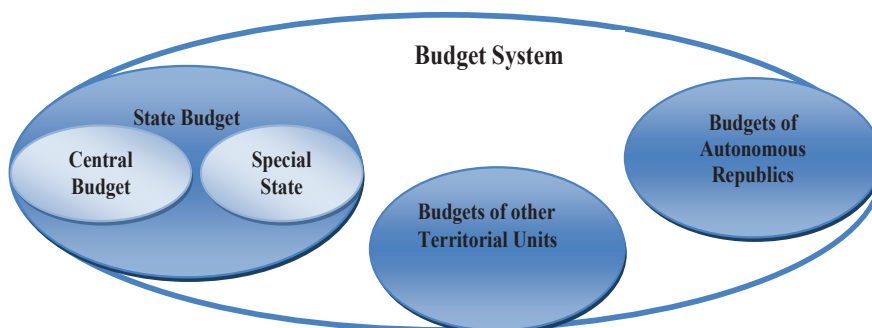 Budget System
State Budget
Central
Budget
Special
State
Budgets of other
Territorial Units
Budgets of
Autonomous
Republics